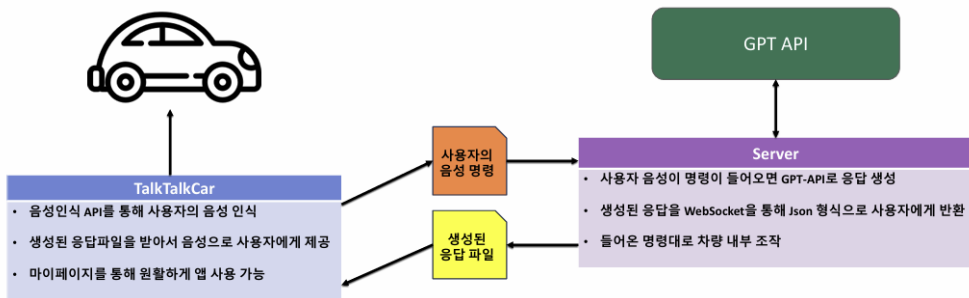 GPT API
사용자의
음성 명령
Server
• 사용자 음성이 명령이 들어오면 GPT-API로 응답 생성
• 생성된 응답을 WebSocket을 통해 Json 형식으로 사용자에게 반환
• 들어온 명령대로 차량 내부 조작
TalkTalkCar
• 음성인식 API를 통해 사용자의 음성 인식
• 생성된 응답파일을 받아서 음성으로 사용자에게 제공
• 마이페이지를 통해 원활하게 앱 사용 가능
생성된
응답 파일